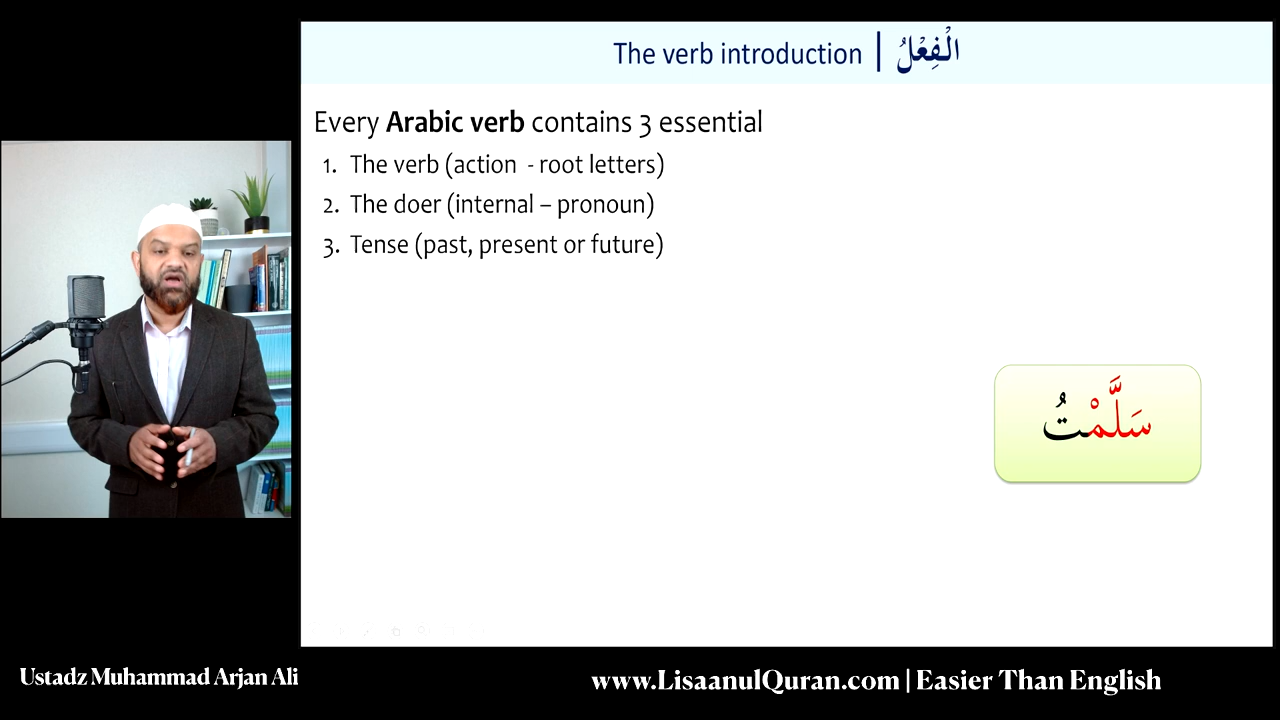 The verb introduction | الْفِعْلُ
Every Arabic verb contains 3 essential
1. The verb (action - root letters)
2. The doer (internal – pronoun)
3. Tense (past, present or future)
سَلَّمْتُ
Ustadz Muhammad Arjan Ali
www.LisaanulQuran.com | Easier Than English